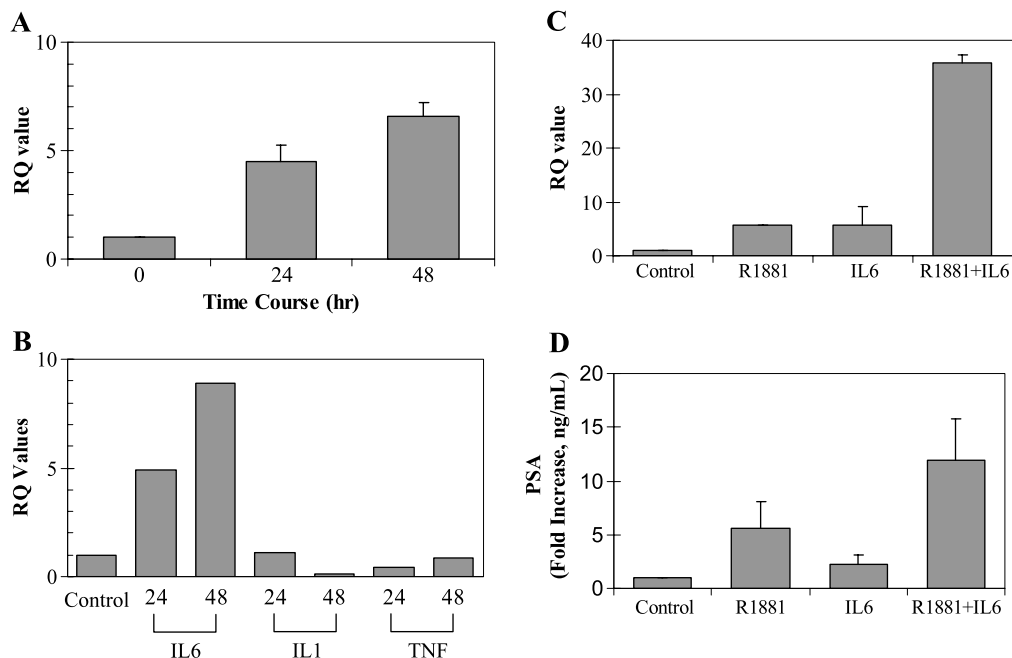 A
RQ value
10
5
0
0 24 48
Time Course (hr)
B
RQ Values
10
5
0
Control 24 48 24 48 24 48
IL6 IL1 TNF
C
RQ value
40
30
20
10
0
Control R1881 IL6 R1881+IL6
D
PSA
(Fold Increase, ng/mL)
20
15
10
5
0
Control R1881 IL6 R1881+IL6